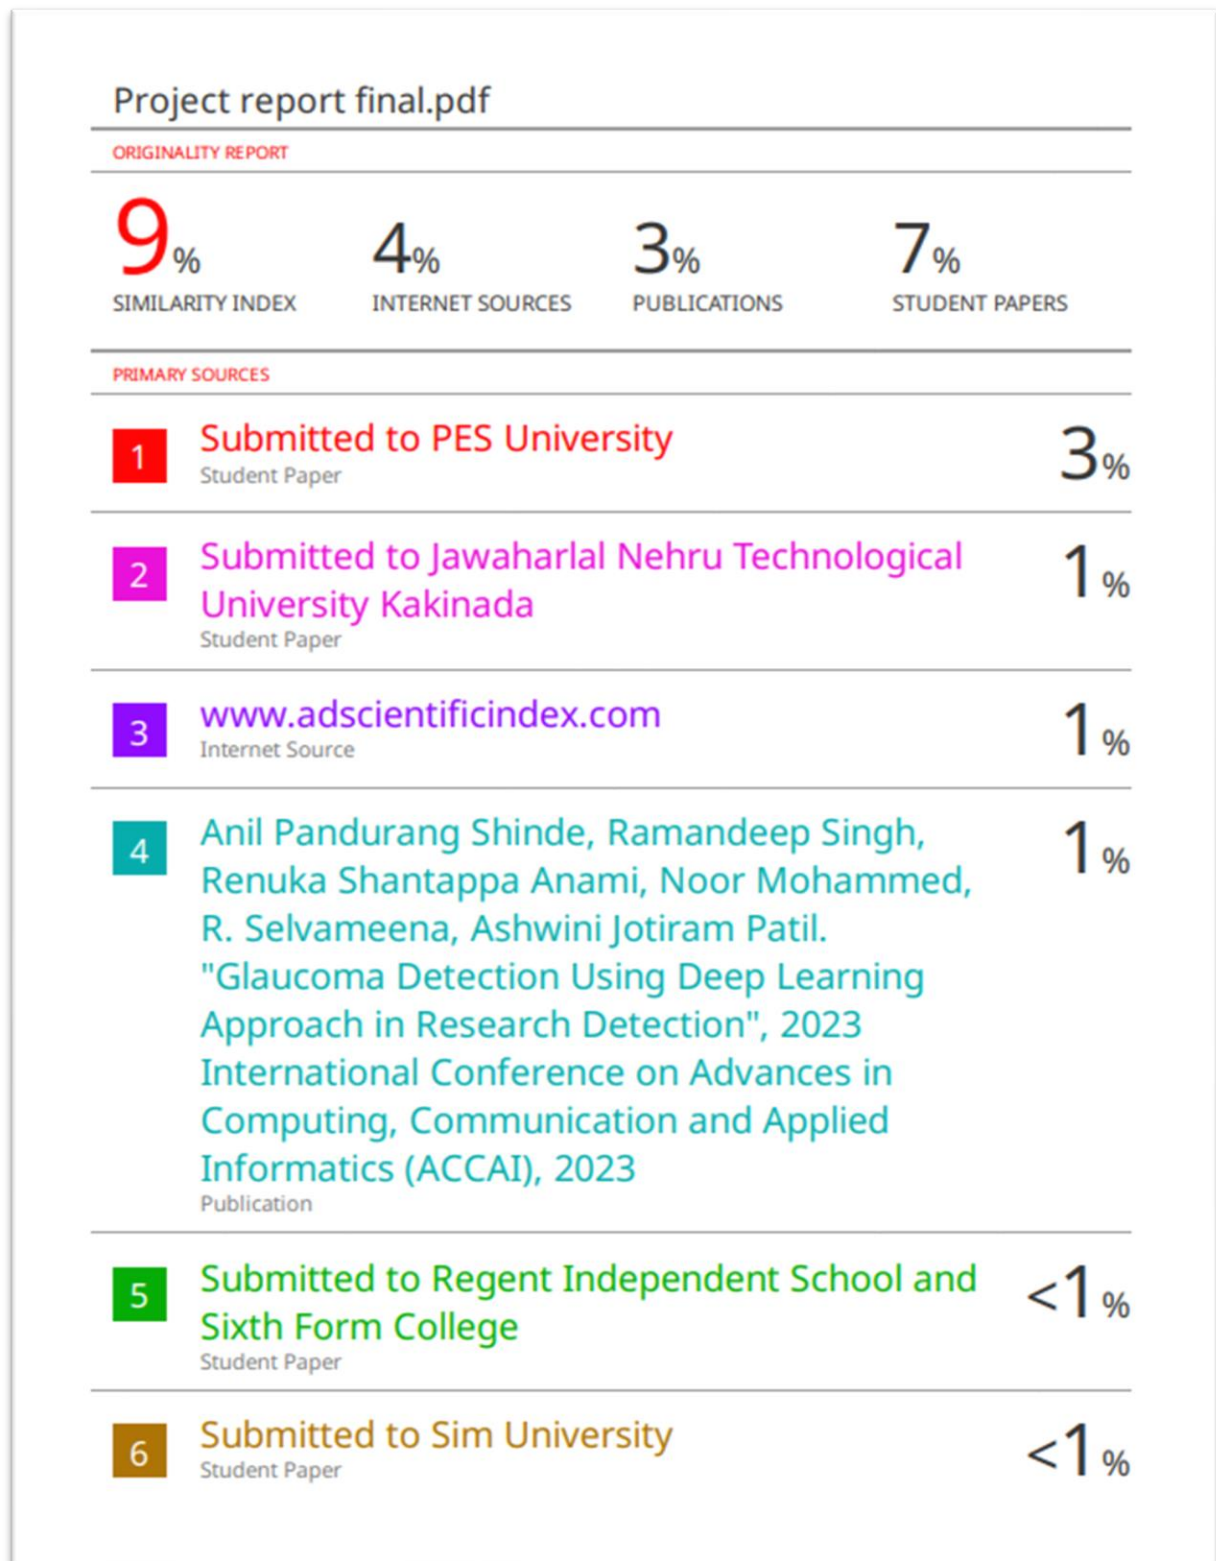 Project report final.pdf
ORIGINALITY REPORT
9% 4% 3% 7%
SIMILARITY INDEX INTERNET SOURCES PUBLICATIONS STUDENT PAPERS
PRIMARY SOURCES
1 Submitted to PES University 3%
Student Paper
2 Submitted to Jawaharlal Nehru Technological 1%
University Kakinada
Student Paper
3 www.adscientificindex.com 1%
Internet Source
4 Anil Pandurang Shinde, Ramandeep Singh, 1%
Renuka Shantappa Anami, Noor Mohammed,
R. Selvameena, Ashwini Jotiram Patil.
"Glaucoma Detection Using Deep Learning
Approach in Research Detection", 2023
International Conference on Advances in
Computing, Communication and Applied
Informatics (ACCAI), 2023
Publication
5 Submitted to Regent Independent School and <1%
Sixth Form College
Student Paper
6 Submitted to Sim University <1%
Student Paper